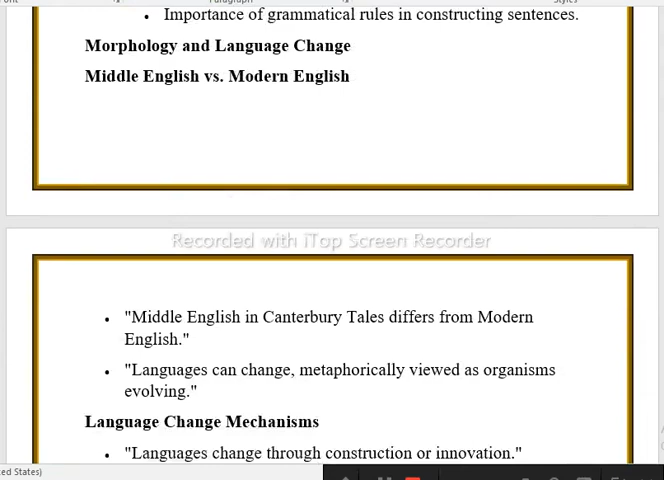 Importance of grammatical rules in constructing sentences.
Morphology and Language Change
Middle English vs. Modern English
Recorded with iTop Screen Recorder
"Middle English in Canterbury Tales differs from Modern
English."
"Languages can change, metaphorically viewed as organisms
evolving."
Language Change Mechanisms
"Languages change through construction or innovation."